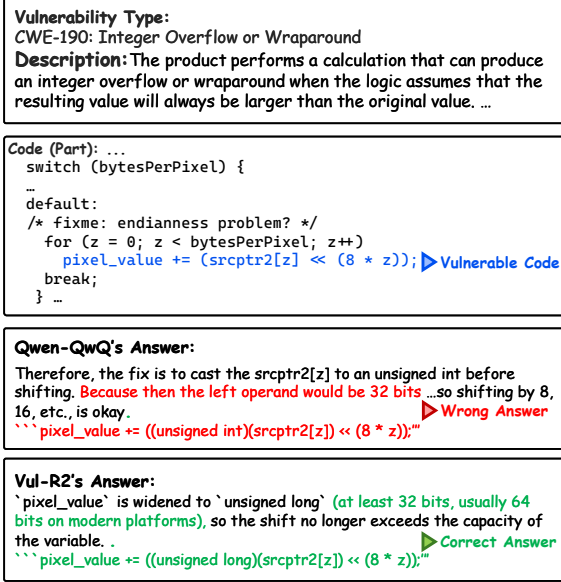 Vulnerability Type:
CWE-190: Integer Overflow or Wraparound
Description: The product performs a calculation that can produce
an integer overflow or wraparound when the logic assumes that the
resulting value will always be larger than the original value. …
Code (Part): ...
switch (bytesPerPixel) {
…
default:
/* fixme: endianness problem? */
for (z = 0; z < bytesPerPixel; z++)
pixel_value += (srcptr2[z] << (8 * z)); Vulnerable Code
break;
} …
Qwen-QwQ's Answer:
Therefore, the fix is to cast the srcptr2[z] to an unsigned int before
shifting. Because then the left operand would be 32 bits …so shifting by 8,
16, etc., is okay.
Wrong Answer
```pixel_value += ((unsigned int)(srcptr2[z]) << (8 * z));'''
Vul-R2's Answer:
`pixel_value` is widened to `unsigned long` (at least 32 bits, usually 64
bits on modern platforms), so the shift no longer exceeds the capacity of
the variable. .
Correct Answer
```pixel_value += ((unsigned long)(srcptr2[z]) << (8 * z));'''